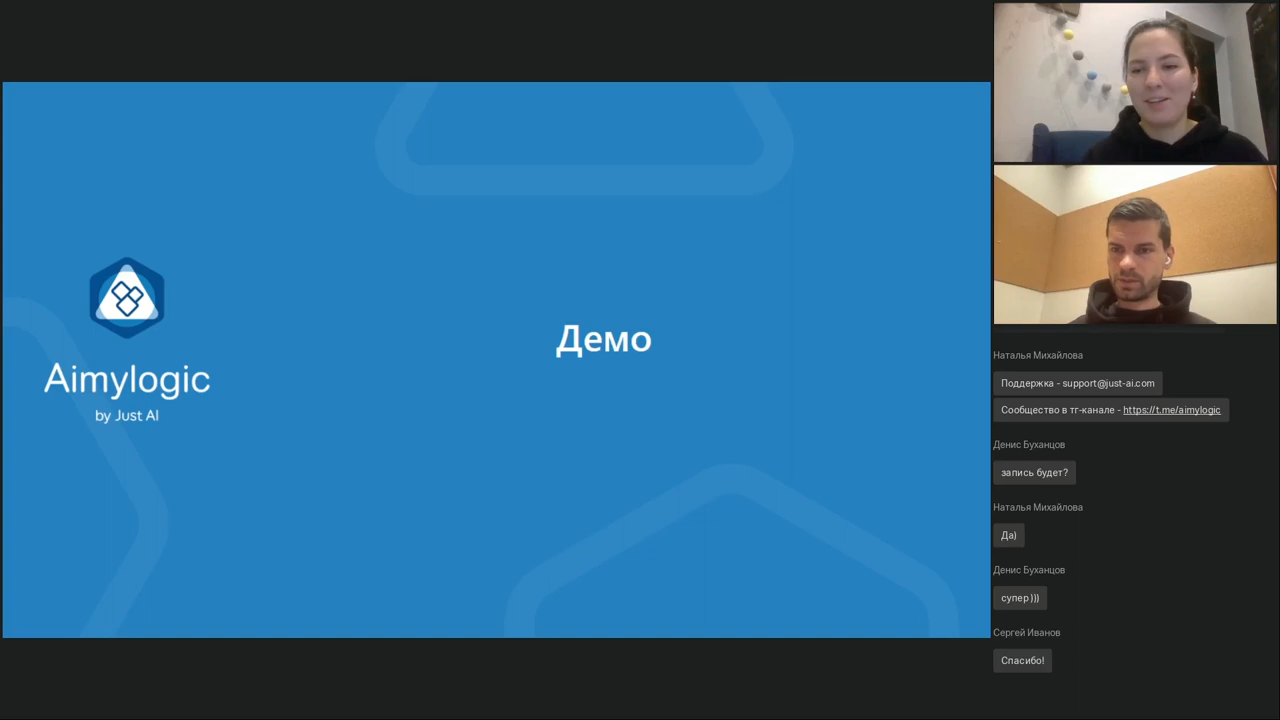 Aimylogic
by Just AI
Демо
Наталья Михайлова
Поддержка - support@just-ai.com
Сообщество в тг-канале - https://t.me/aimylogic
Денис Буханцов
запись будет?
Наталья Михайлова
Да)
Денис Буханцов
супер)))
Сергей Иванов
Спасибо!